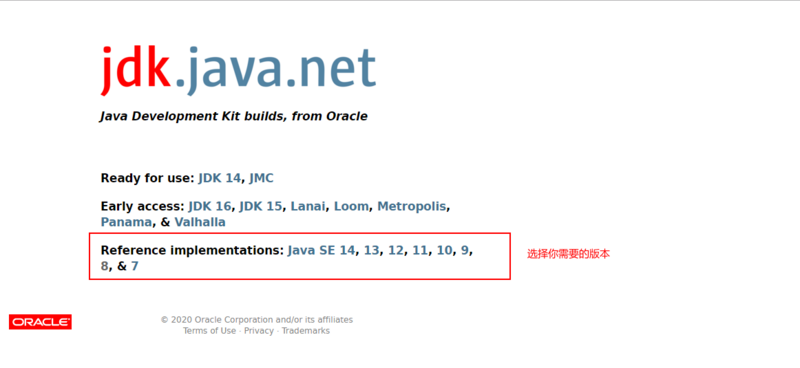 jdk.java.net
Java Development Kit builds, from Oracle
Ready for use: JDK 14, JMC
Early access: JDK 16, JDK 15, Lanai, Loom, Metropolis,
Panama, & Valhalla
Reference implementations: Java SE 14, 13, 12, 11, 10, 9,
8, & 7
选择你需要的版本
ORACLE
© 2020 Oracle Corporation and/or its affiliates
Terms of Use · Privacy · Trademarks